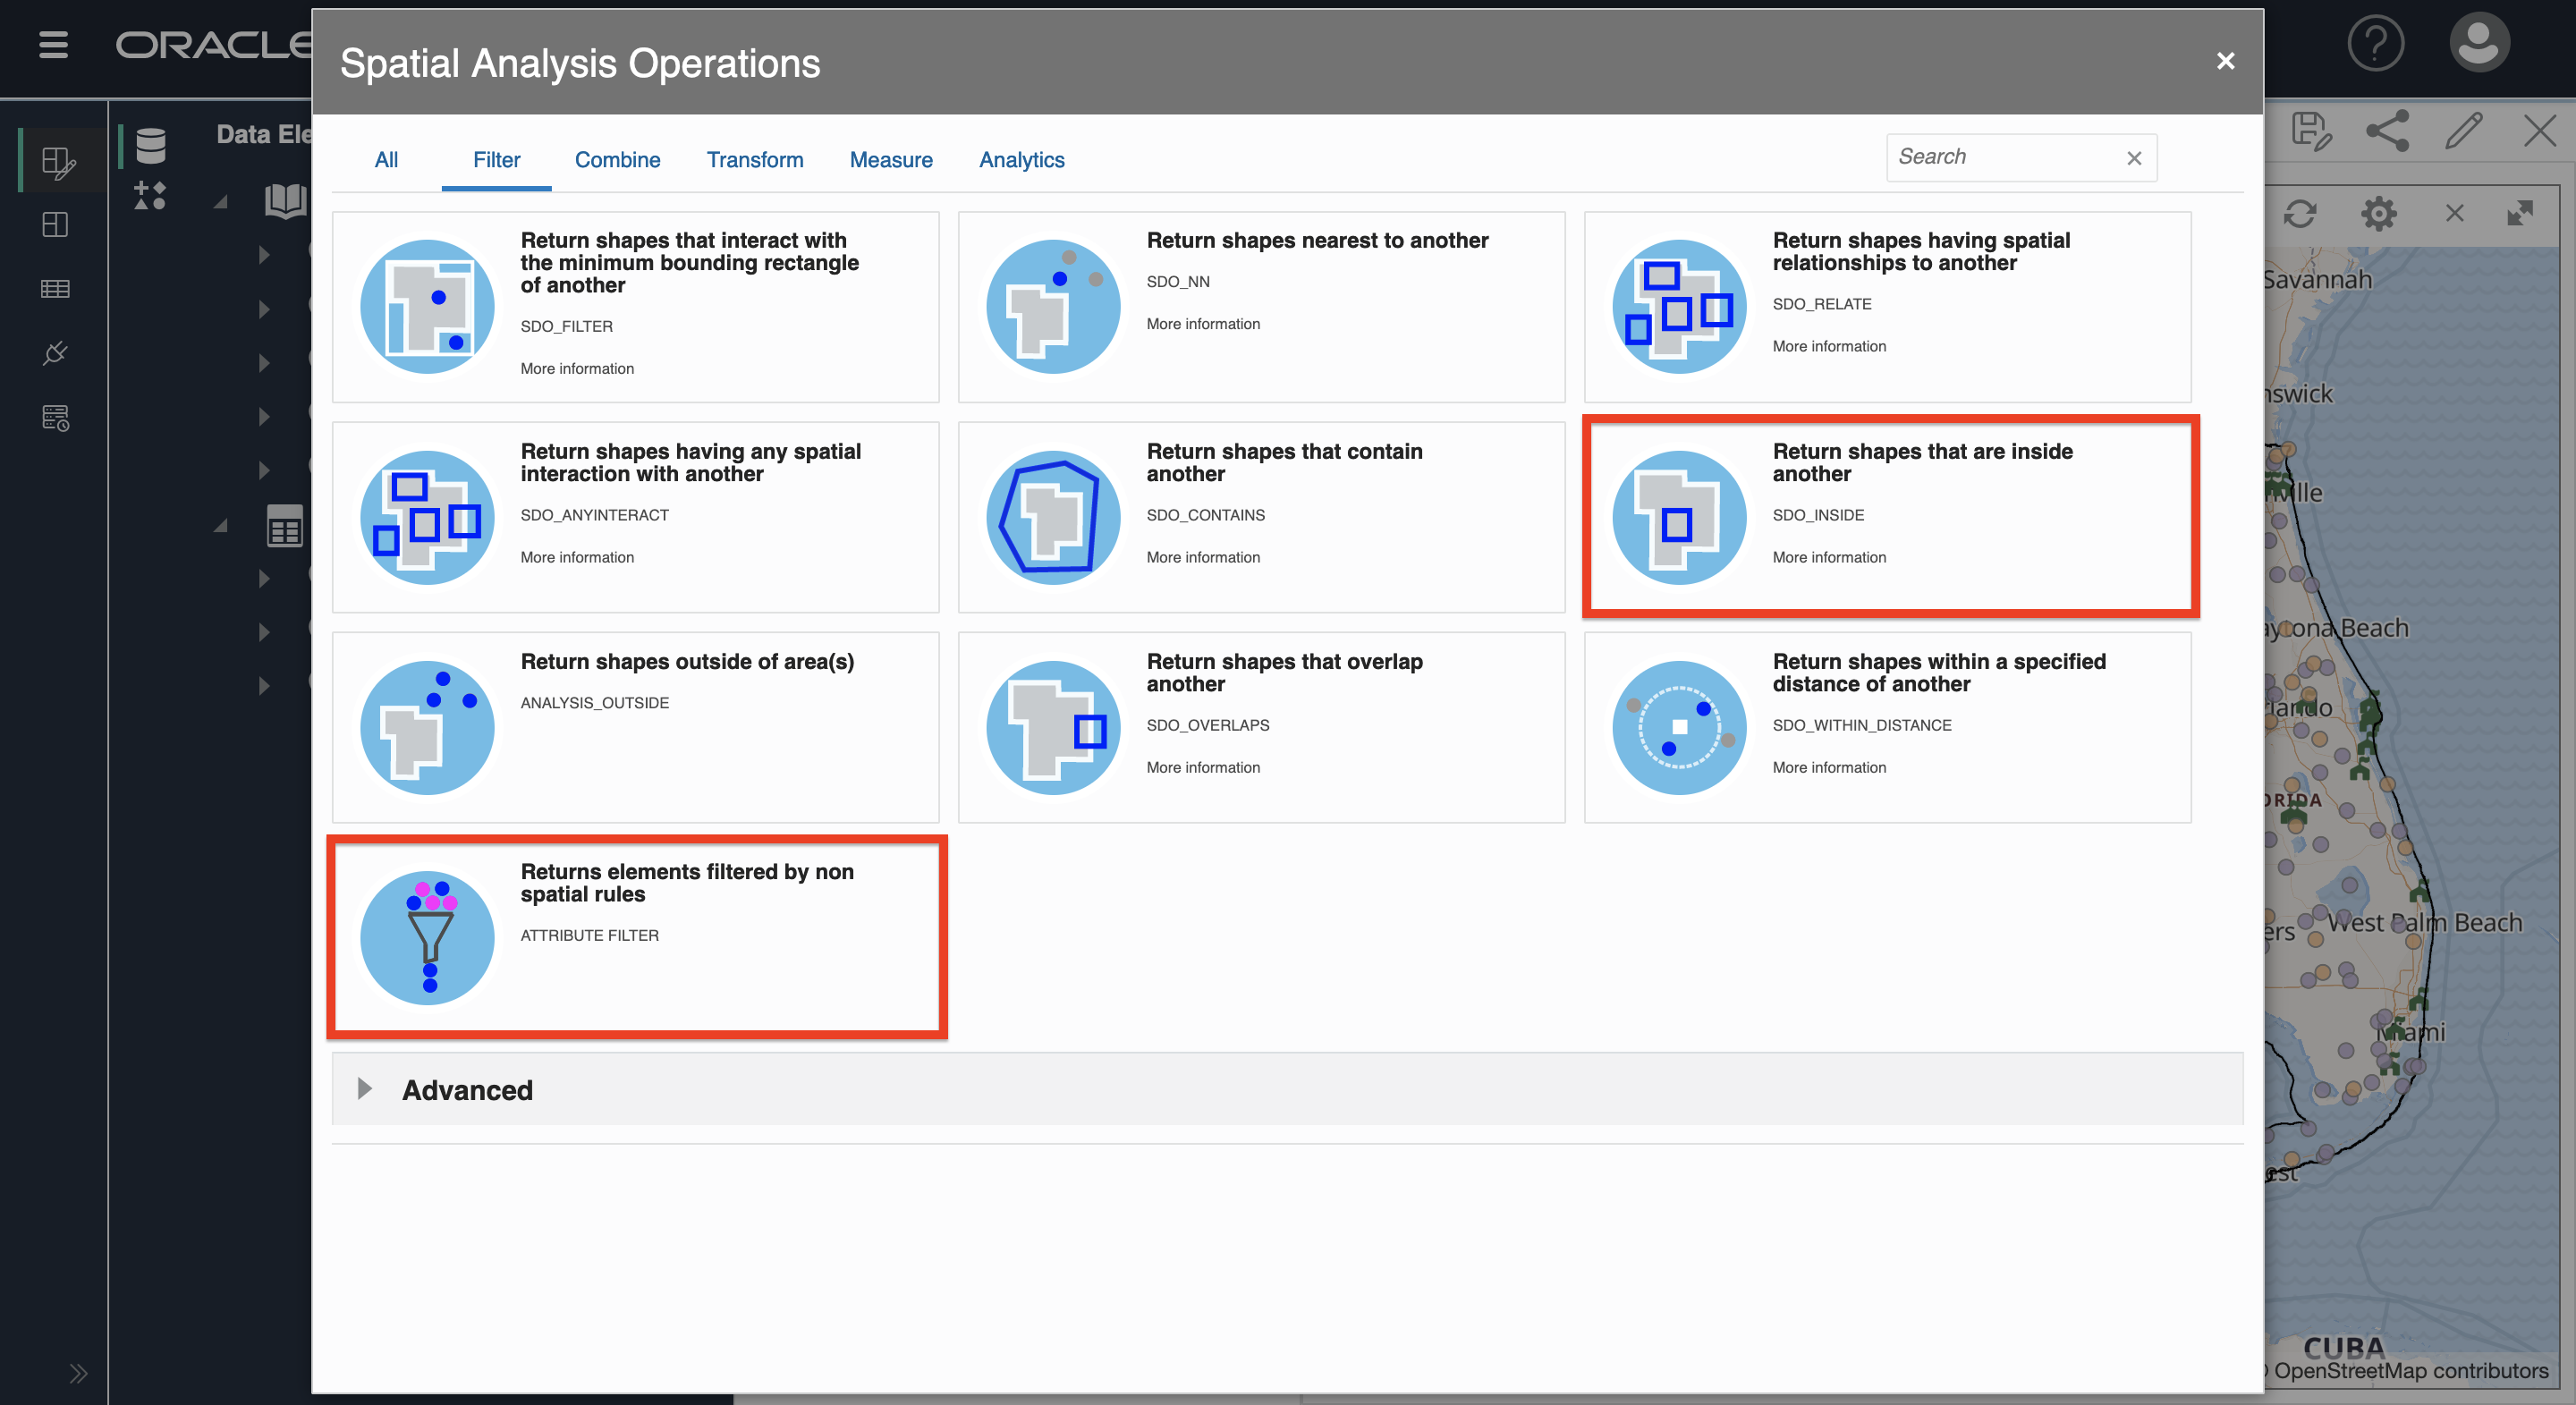 ORACLE
Spatial Analysis Operations
Data Ele
All
Filter
Combine
Transform
Measure
Analytics
Search
Return shapes that interact with
the minimum bounding rectangle
of another
SDO_FILTER
More information
Return shapes nearest to another
SDO_NN
More information
Return shapes having spatial
relationships to another
SDO_RELATE
More information
Return shapes having any spatial
interaction with another
SDO_ANYINTERACT
More information
Return shapes that contain
another
SDO_CONTAINS
More information
Return shapes that are inside
another
SDO_INSIDE
More information
Return shapes outside of area(s)
ANALYSIS_OUTSIDE
Return shapes that overlap
another
SDO_OVERLAPS
More information
Return shapes within a specified
distance of another
SDO_WITHIN_DISTANCE
More information
Returns elements filtered by non
spatial rules
ATTRIBUTE FILTER
Advanced
Savannah
nswick
ville
aytona Beach
lando
ORIDA
West Palm Beach
ers
Miami
est
CUBA
OpenStreetMap contributors